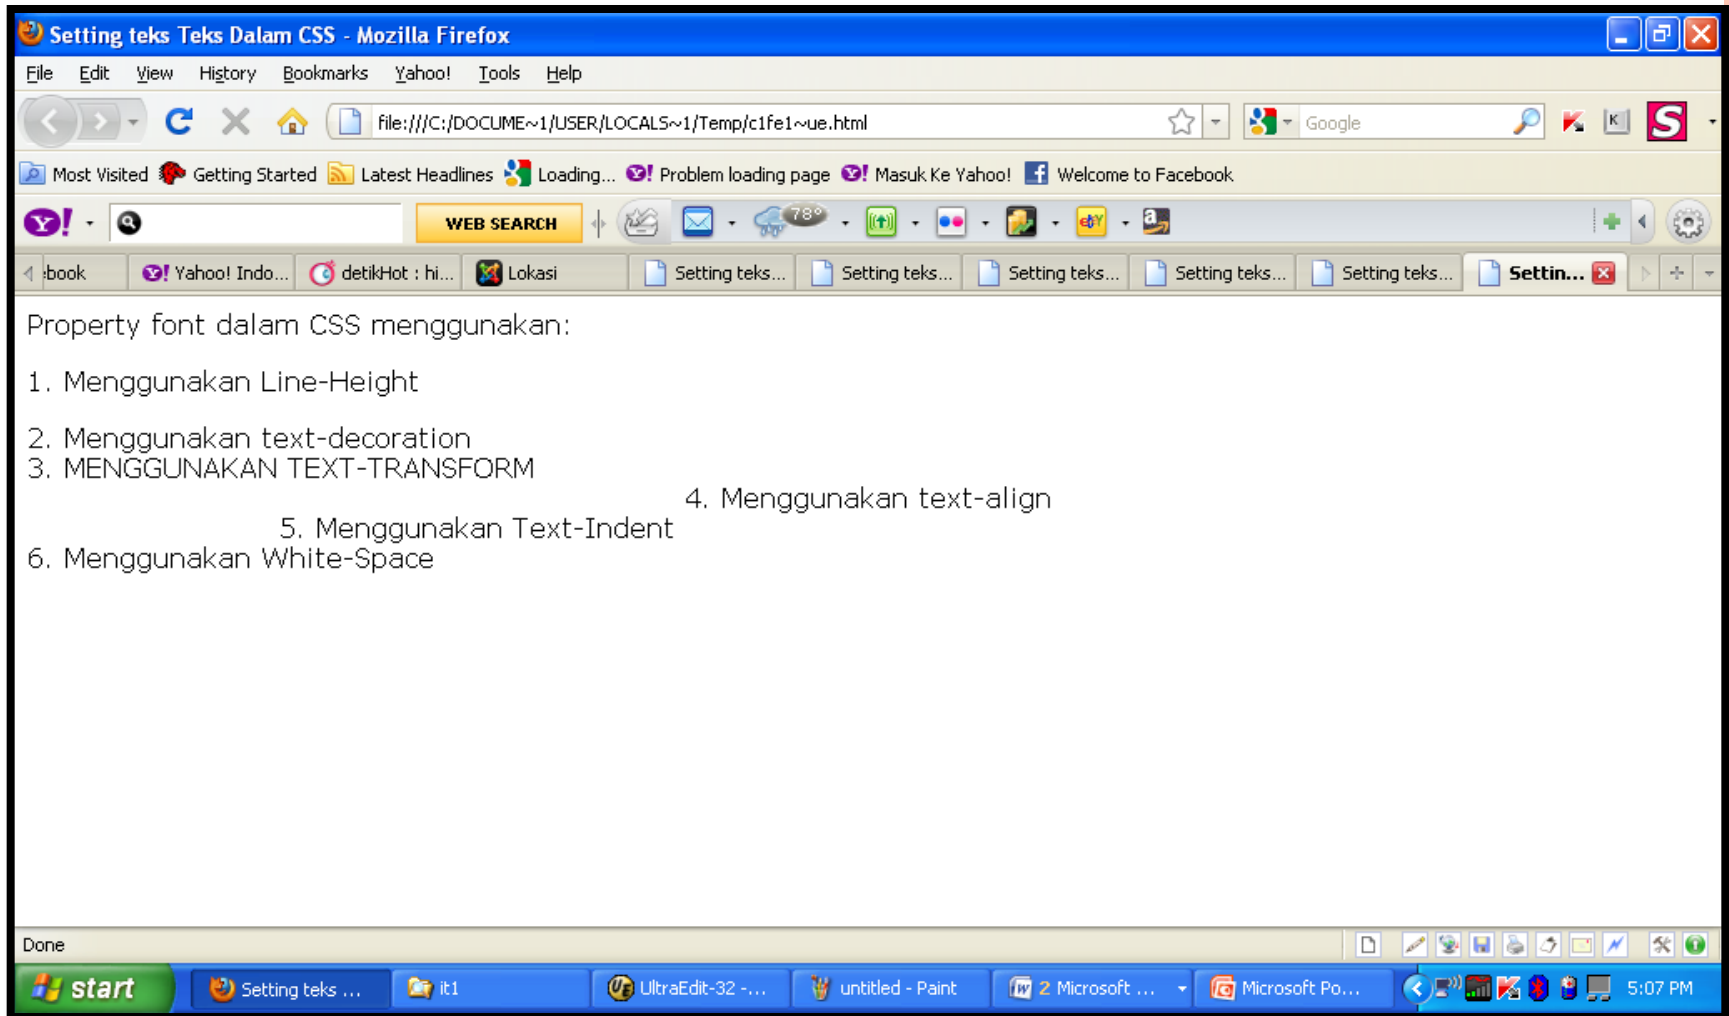 Setting teks Teks Dalam CSS - Mozilla Firefox
File Edit View History Bookmarks Yahoo! Tools Help
file:///C:/DOCUME~1/USER/LOCALS~1/Temp/c1fe1~ue.html Google K S
Most Visited Getting Started Latest Headlines Loading... Y! Problem loading page Y! Masuk Ke Yahoo! f Welcome to Facebook
Y! WEB SEARCH 78° ebY a
:book Y! Yahoo! Indo... detikHot : hi... Lokasi Setting teks... Setting teks... Setting teks... Setting teks... Setting teks... Settin...
Property font dalam CSS menggunakan:
1. Menggunakan Line-Height
2. Menggunakan text-decoration
3. MENGGUNAKAN TEXT-TRANSFORM
4. Menggunakan text-align
5. Menggunakan Text-Indent
6. Menggunakan White-Space
Done
start Setting teks ... it1 UltraEdit-32 -... untitled - Paint 2 Microsoft ... Microsoft Po... 5:07 PM